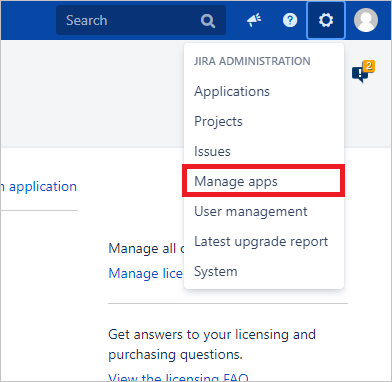 Search
JIRA ADMINISTRATION
2
Applications
Projects
Issues
Manage apps
User management
Latest upgrade report
System
application
Manage all
Manage lice
Get answers to your licensing and
purchasing questions.
View the licensing FAQ